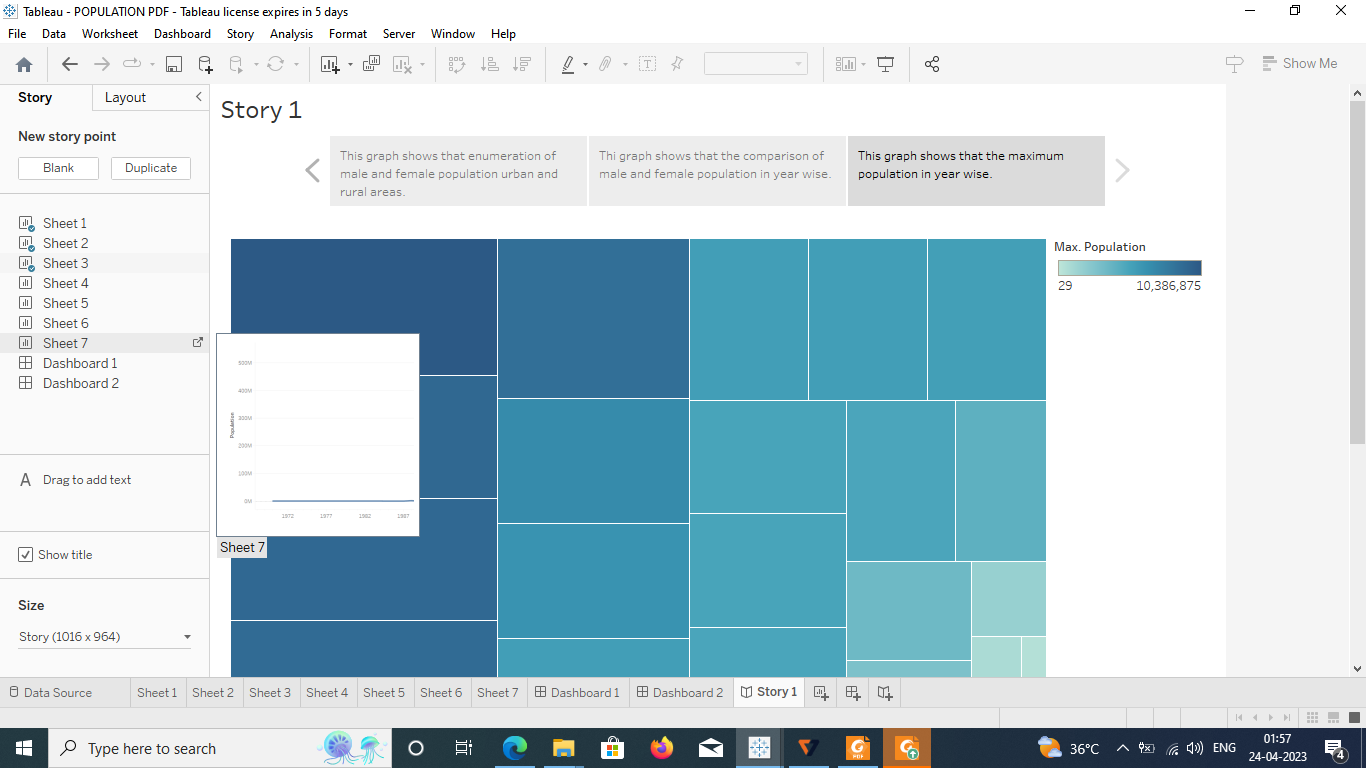 Tableau - POPULATION PDF - Tableau license expires in 5 days
File Data Worksheet Dashboard Story Analysis Format Server Window Help
Show Me
Story Layout
New story point
Blank Duplicate
Sheet 1
Sheet 2
Sheet 3
Sheet 4
Sheet 5
Sheet 6
Sheet 7
Dashboard 1
Dashboard 2
A Drag to add text
Show title
Size
Story (1016 x 964)
Story 1
This graph shows that enumeration of
male and female population urban and
rural areas.
Thi graph shows that the comparison of
male and female population in year wise.
This graph shows that the maximum
population in year wise.
Max. Population
29 10,386,875
500M
400M
300M
200M
100M
0M
Population
1972 1977 1982 1987
Sheet 7
Data Source Sheet 1 Sheet 2 Sheet 3 Sheet 4 Sheet 5 Sheet 6 Sheet 7 Dashboard 1 Dashboard 2 Story 1
Type here to search
PDF
36°C
ENG
01:57
24-04-2023
4